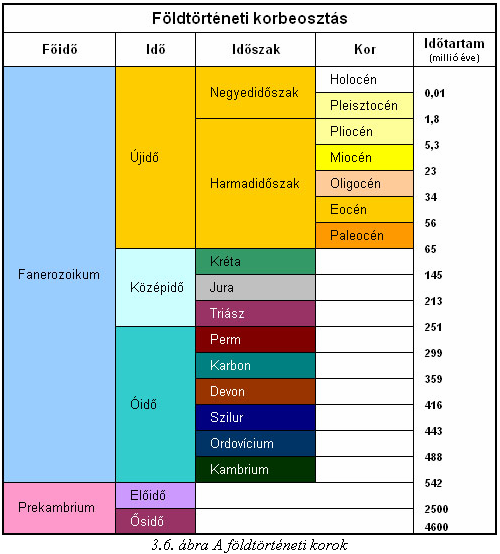 Földtörténeti korbeosztás
Főidő Idő Időszak Kor Időtartam
(millió éve)
Fanerozoikum
Újidő
Negyedidőszak
Holocén
0,01
Pleisztocén
1,8
Harmadidőszak
Pliocén
5,3
Miocén
23
Oligocén
34
Eocén
56
Paleocén
65
Középidő
Kréta
145
Jura
213
Triász
251
Óidő
Perm
299
Karbon
359
Devon
416
Szilur
443
Ordovícium
488
Kambrium
542
Prekambrium
Előidő
2500
Ősidő
4600
3.6. ábra A földtörténeti korok